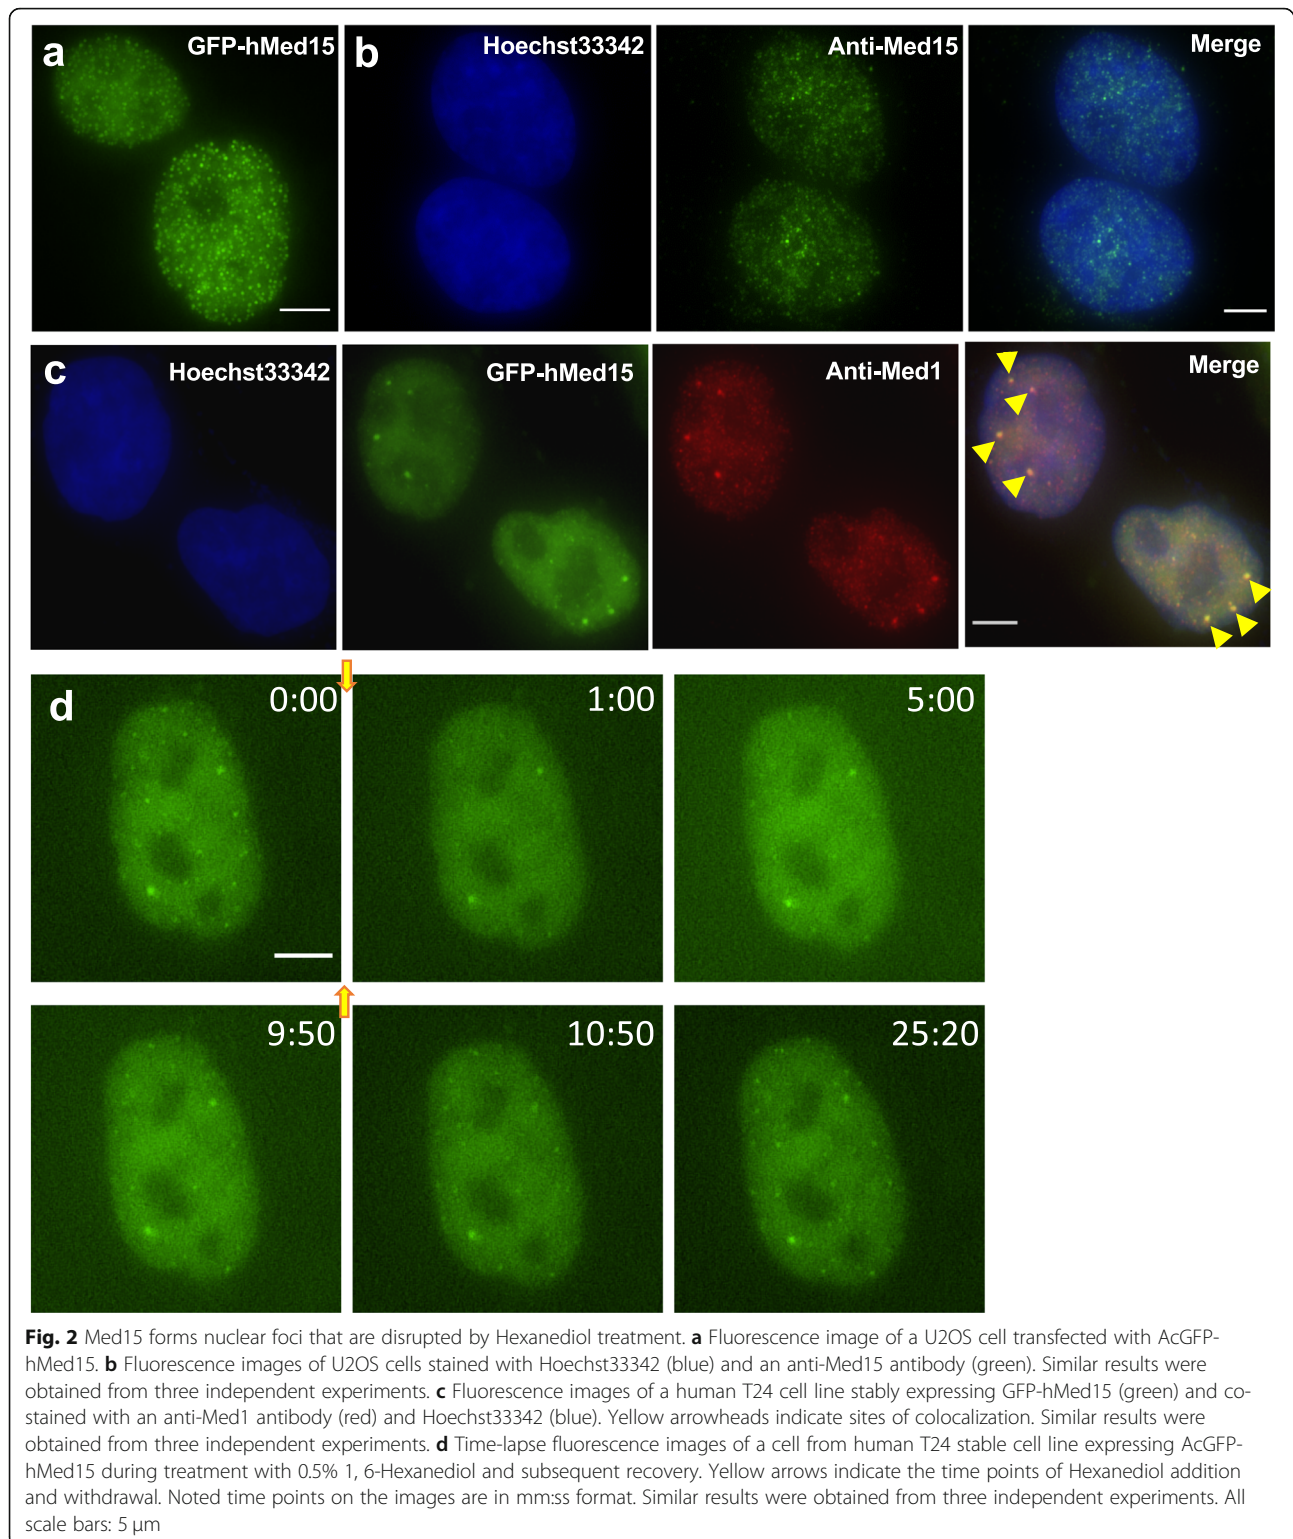 a GFP-hMed15 b Hoechst33342 Anti-Med15 Merge
c Hoechst33342 GFP-hMed15 Anti-Med1 Merge
d 0:00 1:00 5:00
9:50 10:50 25:20
Fig. 2 Med15 forms nuclear foci that are disrupted by Hexanediol treatment. a Fluorescence image of a U2OS cell transfected with AcGFP-
hMed15. b Fluorescence images of U2OS cells stained with Hoechst33342 (blue) and an anti-Med15 antibody (green). Similar results were
obtained from three independent experiments. c Fluorescence images of a human T24 cell line stably expressing GFP-hMed15 (green) and co-
stained with an anti-Med1 antibody (red) and Hoechst33342 (blue). Yellow arrowheads indicate sites of colocalization. Similar results were
obtained from three independent experiments. d Time-lapse fluorescence images of a cell from human T24 stable cell line expressing AcGFP-
hMed15 during treatment with 0.5% 1, 6-Hexanediol and subsequent recovery. Yellow arrows indicate the time points of Hexanediol addition
and withdrawal. Noted time points on the images are in mm:ss format. Similar results were obtained from three independent experiments. All
scale bars: 5 μm